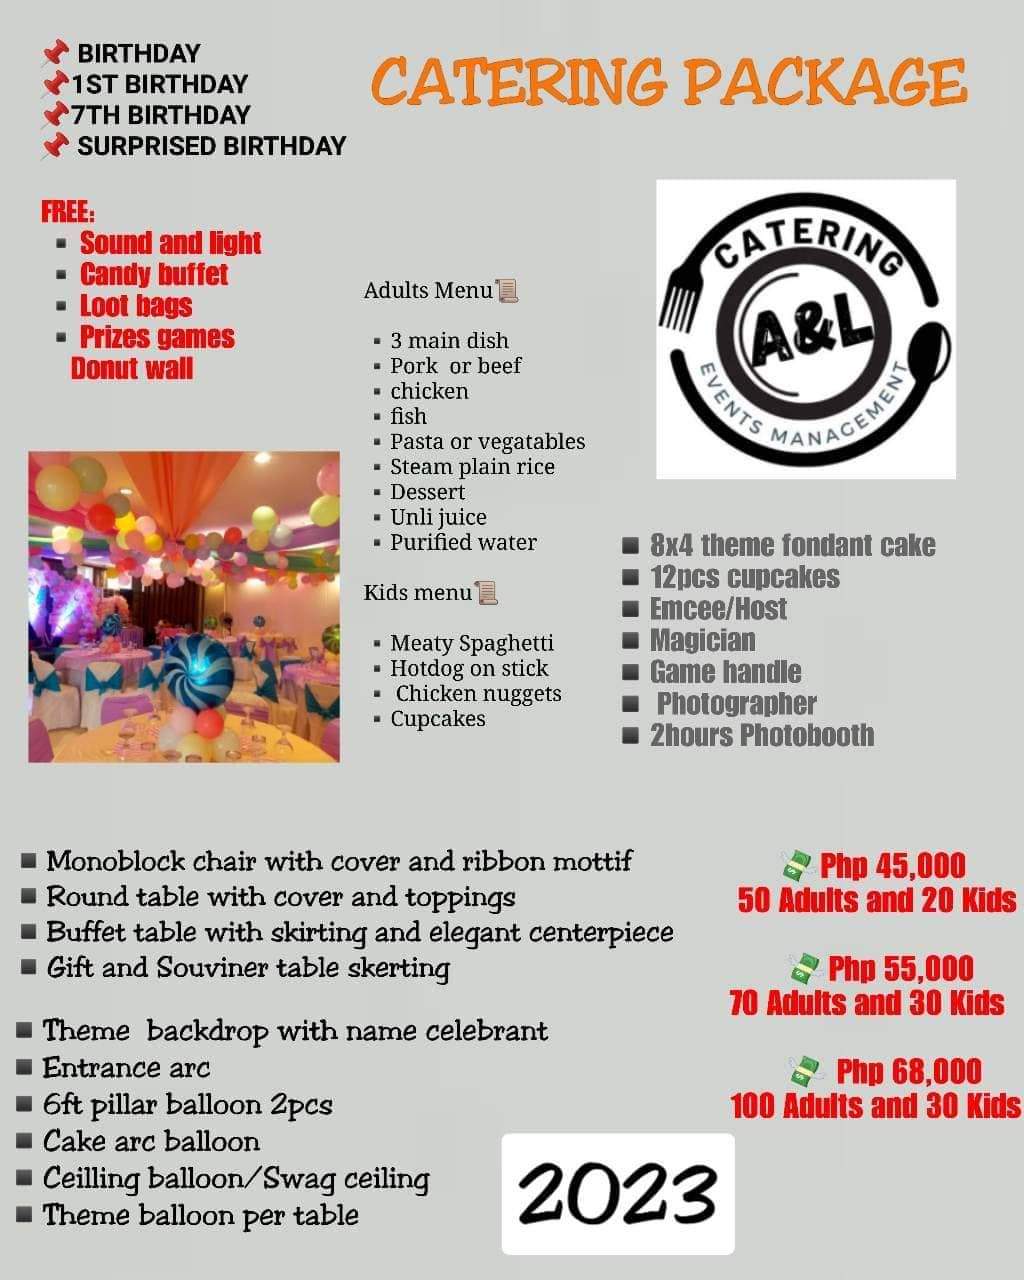 BIRTHDAY
1ST BIRTHDAY
7TH BIRTHDAY
SURPRISED BIRTHDAY
CATERING PACKAGE
FREE:
▪ Sound and light
▪ Candy buffet
▪ Loot bags
▪ Prizes games
Donut wall
Adults Menu
▪ 3 main dish
▪ Pork or beef
▪ chicken
▪ fish
▪ Pasta or vegatables
▪ Steam plain rice
▪ Dessert
▪ Unli juice
▪ Purified water
Kids menu
▪ Meaty Spaghetti
▪ Hotdog on stick
▪ Chicken nuggets
▪ Cupcakes
CATERING
A&L
EVENTS MANAGEMENT
▪ 8x4 theme fondant cake
▪ 12pcs cupcakes
▪ Emcee/Host
▪ Magician
▪ Game handle
▪ Photographer
▪ 2hours Photobooth
▪ Monoblock chair with cover and ribbon mottif
▪ Round table with cover and toppings
▪ Buffet table with skirting and elegant centerpiece
▪ Gift and Souviner table skerting
▪ Theme backdrop with name celebrant
▪ Entrance arc
▪ 6ft pillar balloon 2pcs
▪ Cake arc balloon
▪ Ceilling balloon/Swag ceiling
▪ Theme balloon per table
Php 45,000
50 Adults and 20 Kids
Php 55,000
70 Adults and 30 Kids
Php 68,000
100 Adults and 30 Kids
2023